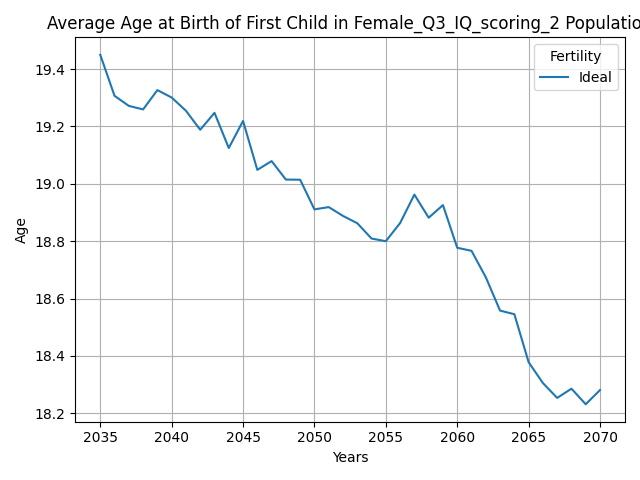 Average Age at Birth of First Child in Female_Q3_IQ_scoring_2 Populatio
Fertility
Ideal
19.4
19.2
19.0
18.8
18.6
18.4
18.2
Age
2035 2040 2045 2050 2055 2060 2065 2070
Years